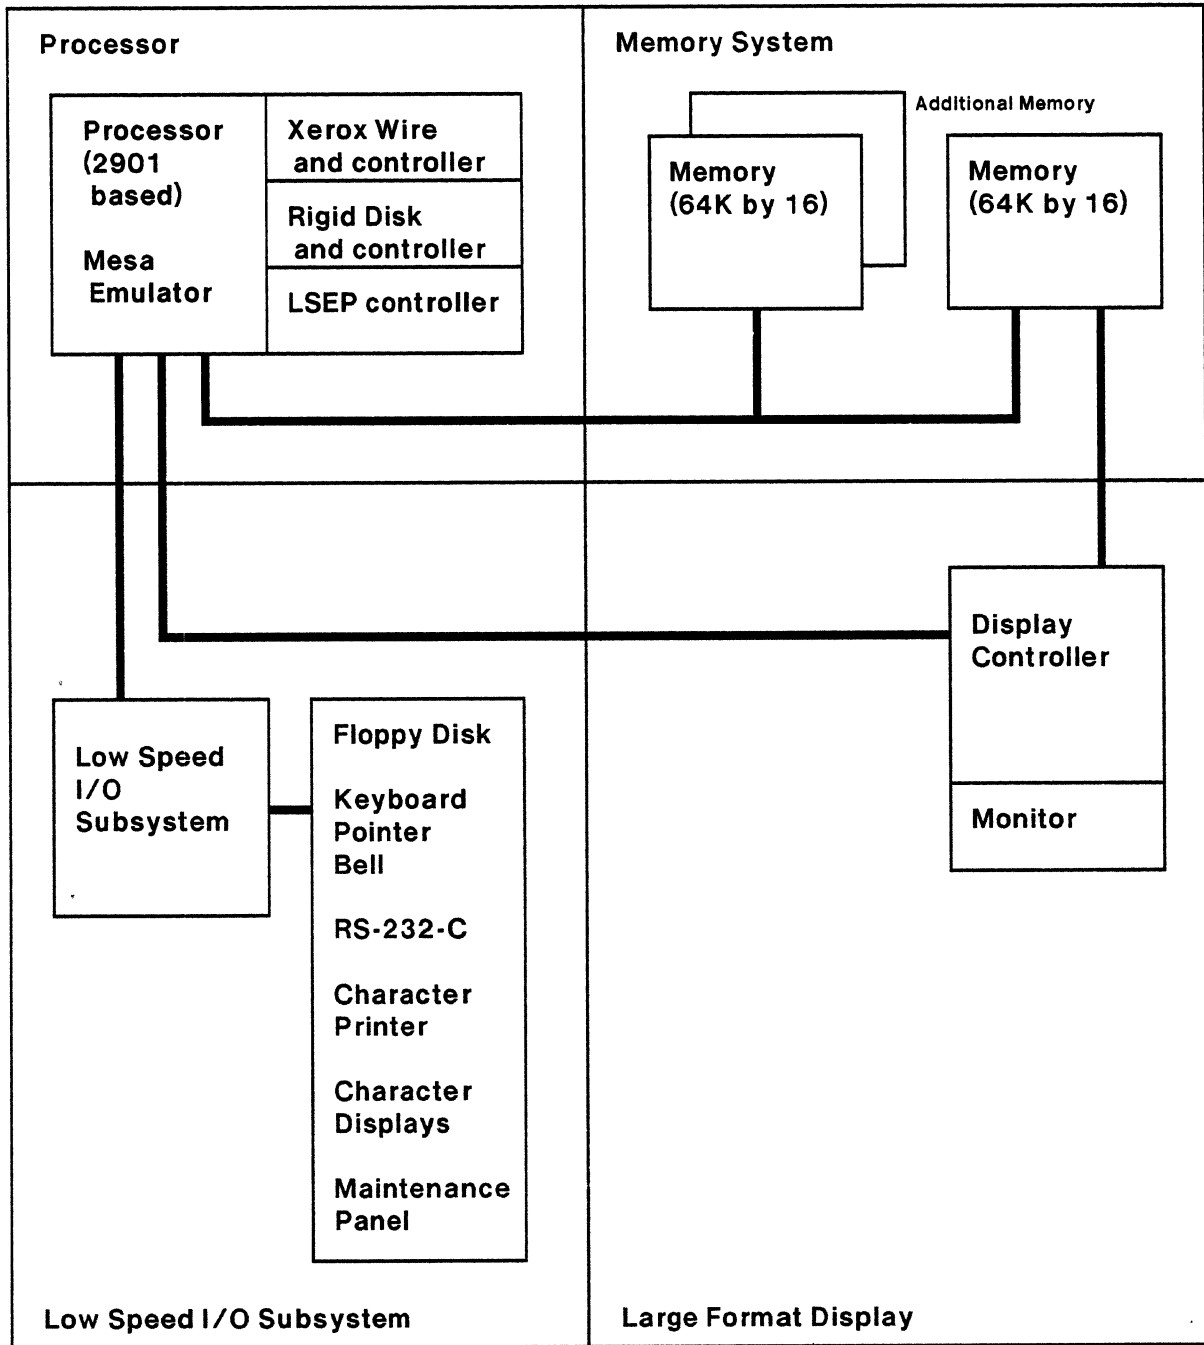 Processor
Processor
(2901
based)
Mesa
Emulator
Xerox Wire
and controller
Rigid Disk
and controller
LSEP controller
Memory System
Additional Memory
Memory
(64K by 16)
Memory
(64K by 16)
Low Speed
I/O
Subsystem
Floppy Disk
Keyboard
Pointer
Bell
RS-232-C
Character
Printer
Character
Displays
Maintenance
Panel
Low Speed I/O Subsystem
Display
Controller
Monitor
Large Format Display